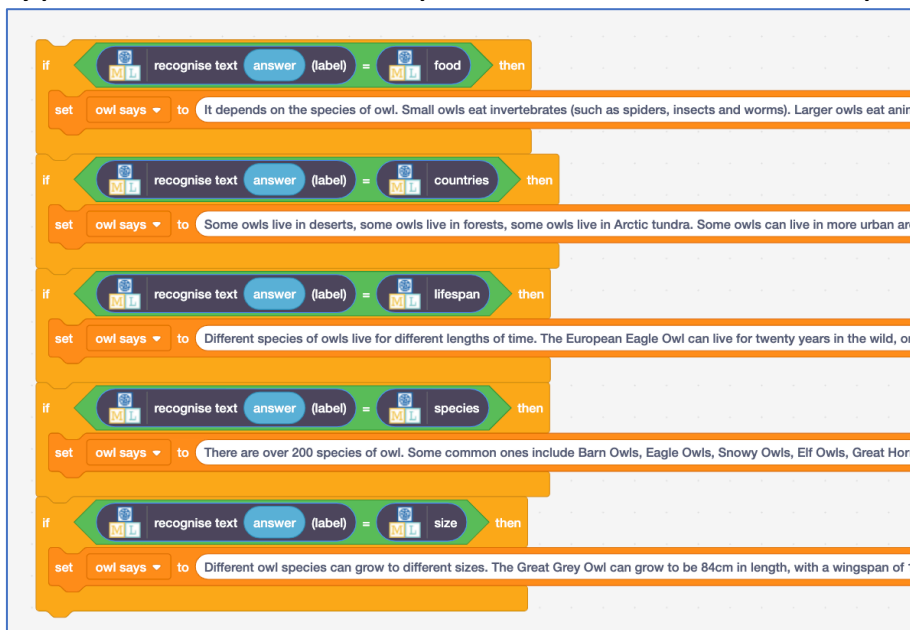 if ML recognise text answer (label) = ML food then
set owl says to It depends on the species of owl. Small owls eat invertebrates (such as spiders, insects and worms). Larger owls eat
if ML recognise text answer (label) = ML countries then
set owl says to Some owls live in deserts, some owls live in forests, some owls live in Arctic tundra. Some owls can live in more urban
if ML recognise text answer (label) = ML lifespan then
set owl says to Different species of owls live for different lengths of time. The European Eagle Owl can live for twenty years in the wild,
if ML recognise text answer (label) = ML species then
set owl says to There are over 200 species of owl. Some common ones include Barn Owls, Eagle Owls, Snowy Owls, Elf Owls, Great
if ML recognise text answer (label) = ML size then
set owl says to Different owl species can grow to different sizes. The Great Grey Owl can grow to be 84cm in length, with a wingspan of